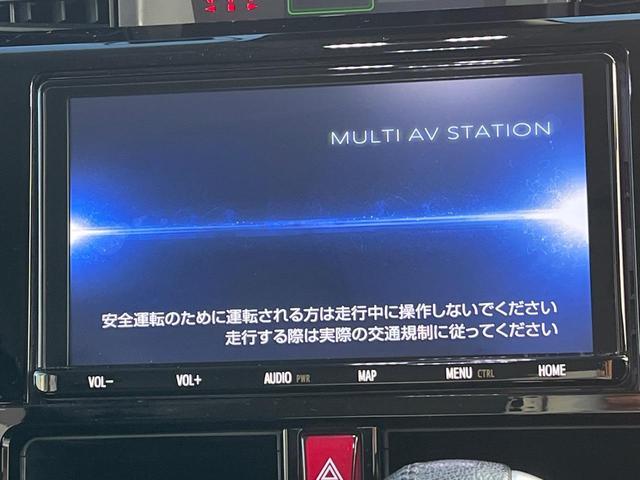 MULTI AV STATION
安全運転のために運転される方は走行中に操作しないでください
走行する際は実際の交通規制に従ってください
VOL- VOL+ AUDIO PWR MAP MENU CTRL HOME